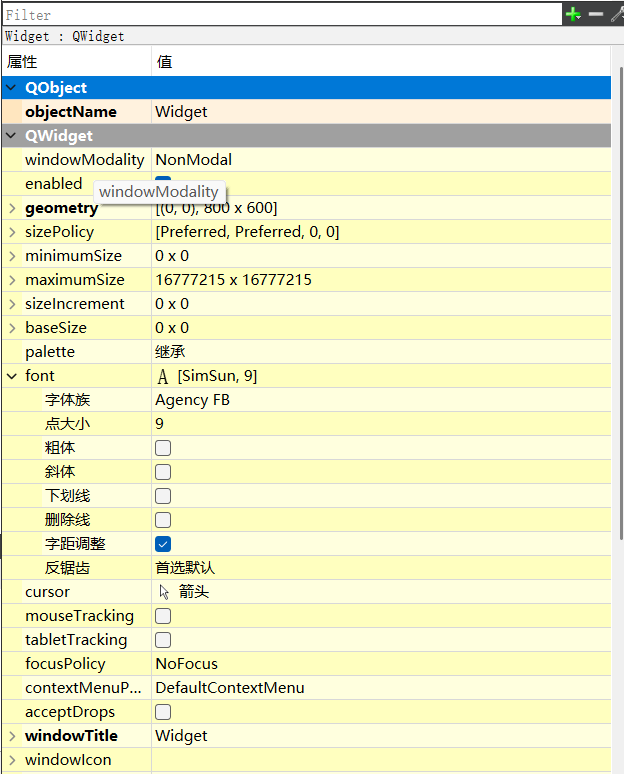 Filter
Widget : QWidget
属性 值
QObject
objectName Widget
QWidget
windowModality NonModal
enabled
windowModality
geometry [(0, 0), 800 x 600]
sizePolicy [Preferred, Preferred, 0, 0]
minimumSize 0 x 0
maximumSize 16777215 x 16777215
sizeIncrement 0 x 0
baseSize 0 x 0
palette 继承
font A [SimSun, 9]
字体族 Agency FB
点大小 9
粗体
斜体
下划线
删除线
字距调整
反锯齿 首选默认
cursor 箭头
mouseTracking
tabletTracking
focusPolicy NoFocus
contextMenuP... DefaultContextMenu
acceptDrops
windowTitle Widget
windowIcon